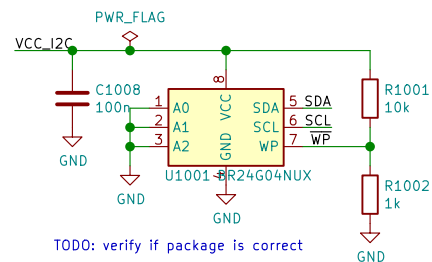 PWR_FLAG
VCC_I2C
C1008
100n
GND
8
VCC
1 A0
2 A1
3 A2
GND
4
SDA 5 SDA
SCL 6 SCL
WP 7 WP
U1001 BR24G04NUX
GND
GND
R1001
10k
R1002
1k
GND
TODO: verify if package is correct